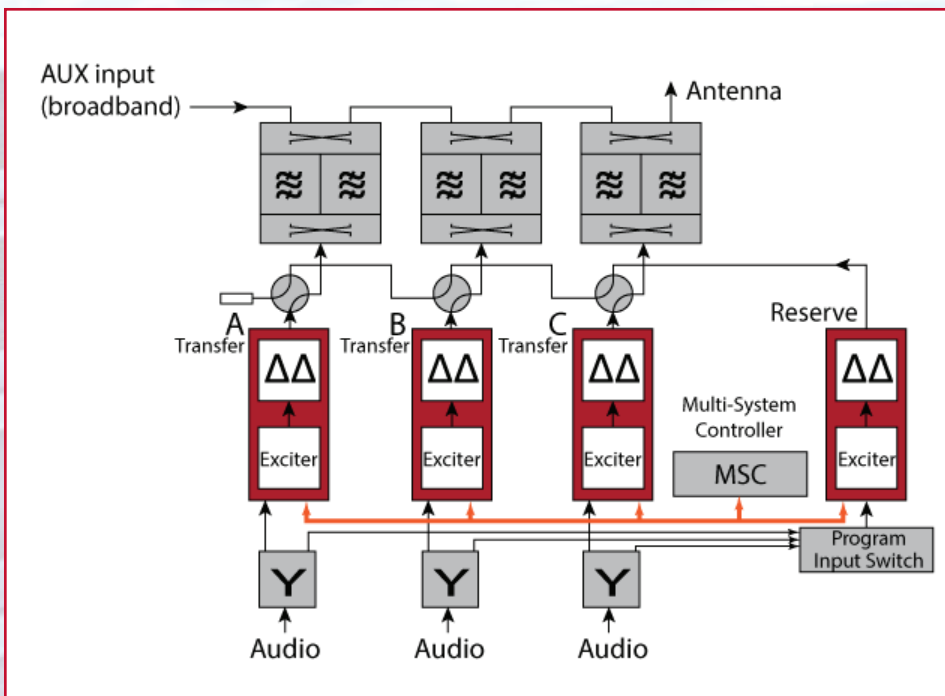 AUX input
(broadband)
Antenna
Reserve
A
Transfer
B
Transfer
C
Transfer
ΔΔ
ΔΔ
ΔΔ
ΔΔ
Multi-System
Controller
MSC
Exciter
Exciter
Exciter
Exciter
Program
Input Switch
Y
Y
Y
Audio
Audio
Audio